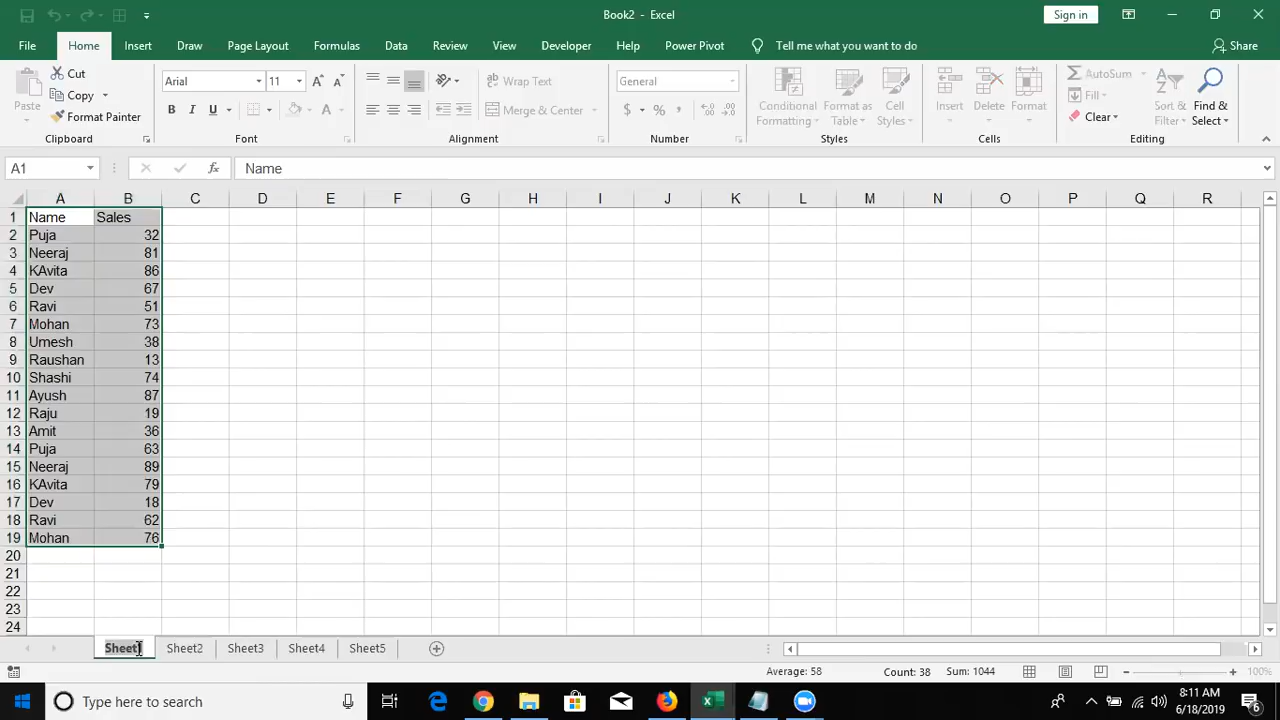 Book2 - Excel
Sign in
File Home Insert Draw Page Layout Formulas Data Review View Developer Help Power Pivot Tell me what you want to do Share
Paste Cut Copy Format Painter
Clipboard
Arial 11
B I U A
Font
Wrap Text
Merge & Center
Alignment
General
$ % ,
Number
Conditional Formatting Format as Table Cell Styles
Styles
Insert Delete Format
Cells
AutoSum Fill Clear
Sort & Filter Find & Select
Editing
A1 fx Name
A B C D E F G H I J K L M N O P Q R
1 Name Sales
2 Puja 32
3 Neeraj 81
4 KAvita 86
5 Dev 67
6 Ravi 51
7 Mohan 73
8 Umesh 38
9 Raushan 13
10 Shashi 74
11 Ayush 87
12 Raju 19
13 Amit 36
14 Puja 63
15 Neeraj 89
16 KAvita 79
17 Dev 18
18 Ravi 62
19 Mohan 76
20
21
22
23
24
Sheet1 Sheet2 Sheet3 Sheet4 Sheet5
Average: 58 Count: 38 Sum: 1044 100%
Type here to search
8:11 AM
6/18/2019
6